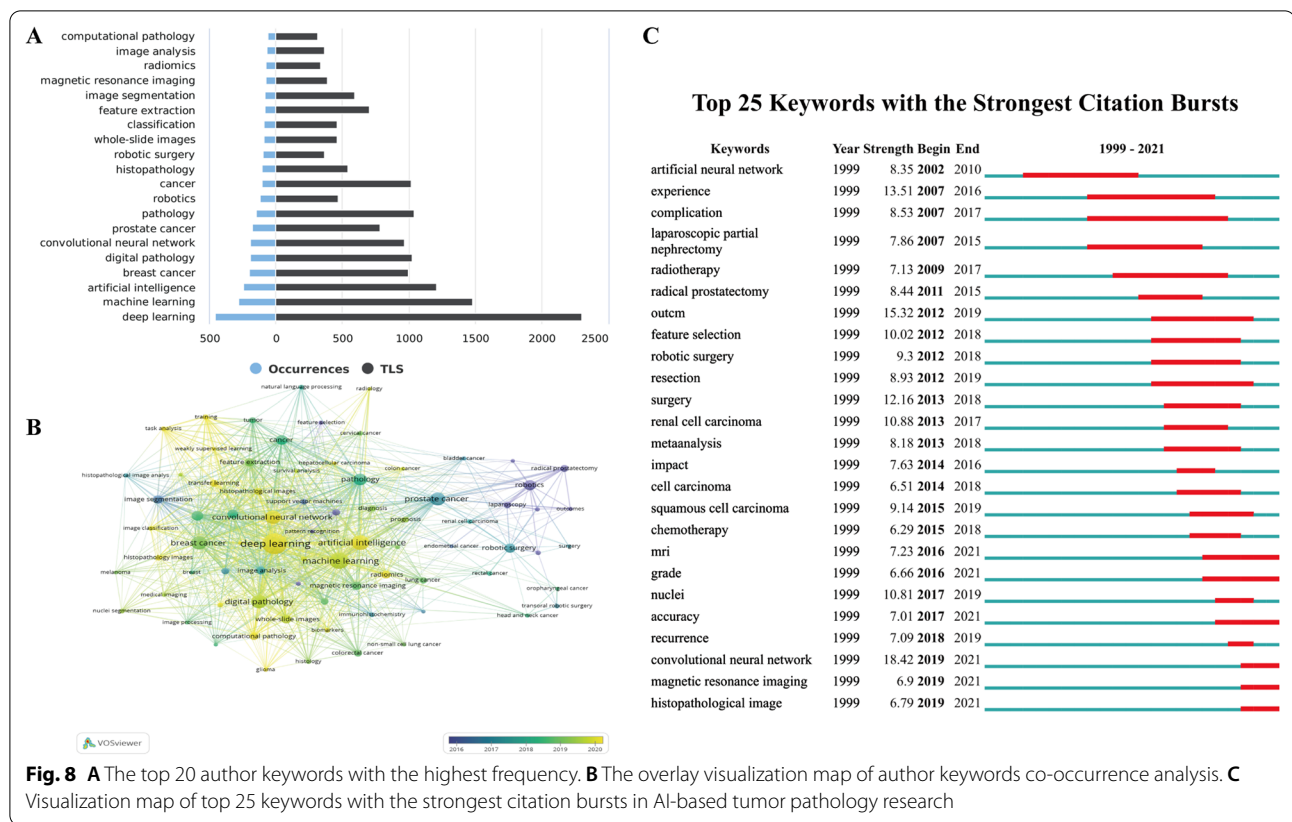 A
computational pathology
image analysis
radiomics
magnetic resonance imaging
image segmentation
feature extraction
classification
whole-slide images
robotic surgery
histopathology
cancer
robotics
pathology
prostate cancer
convolutional neural network
digital pathology
breast cancer
artificial intelligence
machine learning
deep learning
500 0 500 1000 1500 2000 2500
Occurrences TLS
B
natural language processing
radiology
training
tumor
feature selection
task analysis
cancer
cervical cancer
weakly supervised learning
bladder cancer
feature extraction
hepatocellular carcinoma
survival analysis
colon cancer
radical prostatectomy
histopathological image analys
transfer learning
pathology
robotics
image segmentation
histopathological images
support vector machines
prostate cancer
laparoscopy
diagnosis
outcomes
convolutional neural network
prognosis
renal cell carcinoma
image classification
pattern recognition
breast cancer
deep learning
artificial intelligence
endometrial cancer
robotic surgery
surgery
histopathology images
machine learning
melanoma
breast
image analysis
radiomics
rectal cancer
magnetic resonance imaging
lung cancer
oropharyngeal cancer
medical imaging
nuclei segmentation
digital pathology
immunohistochemistry
transoral robotic surgery
image processing
whole-slide images
head and neck cancer
computational pathology
biomarkers
non-small cell lung cancer
colorectal cancer
histology
glioma
VOSviewer
2016 2017 2018 2019 2020
C
Top 25 Keywords with the Strongest Citation Bursts
Keywords Year Strength Begin End 1999 - 2021
artificial neural network 1999 8.35 2002 2010
experience 1999 13.51 2007 2016
complication 1999 8.53 2007 2017
laparoscopic partial
nephrectomy 1999 7.86 2007 2015
radiotherapy 1999 7.13 2009 2017
radical prostatectomy 1999 8.44 2011 2015
outcm 1999 15.32 2012 2019
feature selection 1999 10.02 2012 2018
robotic surgery 1999 9.3 2012 2018
resection 1999 8.93 2012 2019
surgery 1999 12.16 2013 2018
renal cell carcinoma 1999 10.88 2013 2017
metaanalysis 1999 8.18 2013 2018
impact 1999 7.63 2014 2016
cell carcinoma 1999 6.51 2014 2018
squamous cell carcinoma 1999 9.14 2015 2019
chemotherapy 1999 6.29 2015 2018
mri 1999 7.23 2016 2021
grade 1999 6.66 2016 2021
nuclei 1999 10.81 2017 2019
accuracy 1999 7.01 2017 2021
recurrence 1999 7.09 2018 2019
convolutional neural network 1999 18.42 2019 2021
magnetic resonance imaging 1999 6.9 2019 2021
histopathological image 1999 6.79 2019 2021
Fig. 8 A The top 20 author keywords with the highest frequency. B The overlay visualization map of author keywords co-occurrence analysis. C
Visualization map of top 25 keywords with the strongest citation bursts in AI-based tumor pathology research